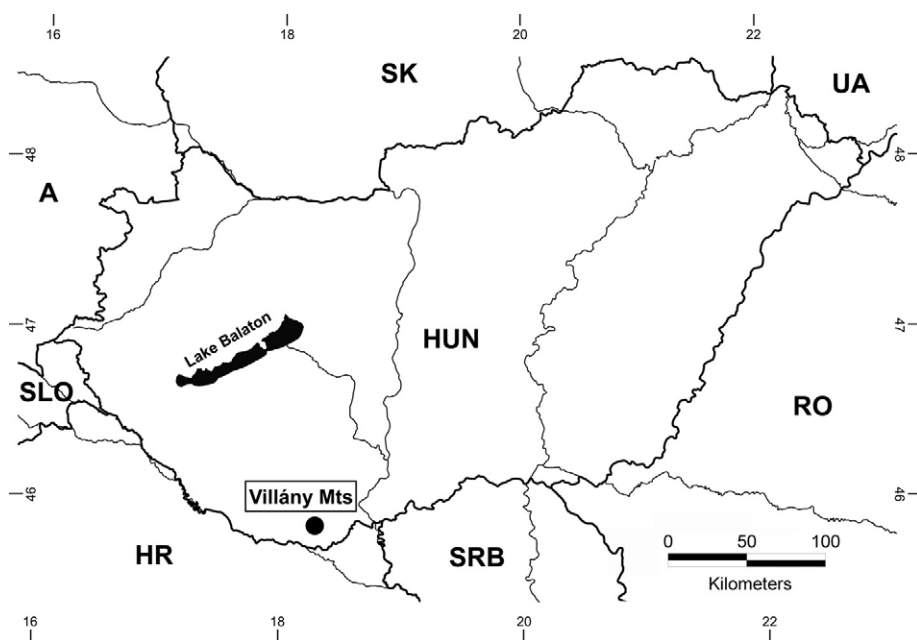 16 18 20 22
SK
UA
48 48
A
47 47
Lake Balaton
HUN
SLO
RO
46 46
Villány Mts
HR
SRB
0 50 100
Kilometers
16 18 20 22